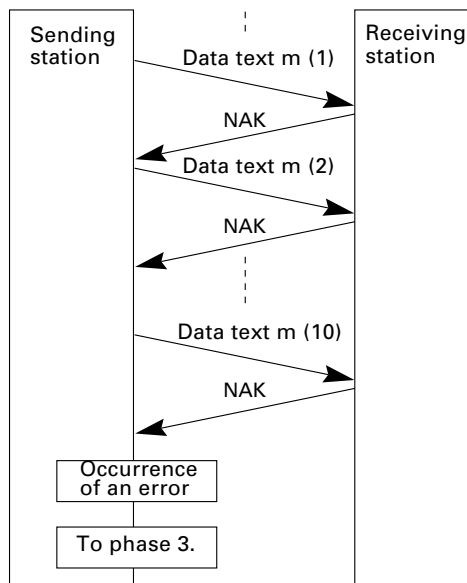 Sending
station
Receiving
station
Data text m (1)
NAK
Data text m (2)
NAK
Data text m (10)
NAK
Occurrence
of an error
To phase 3.